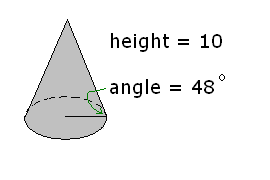 height = 10
angle = 48°